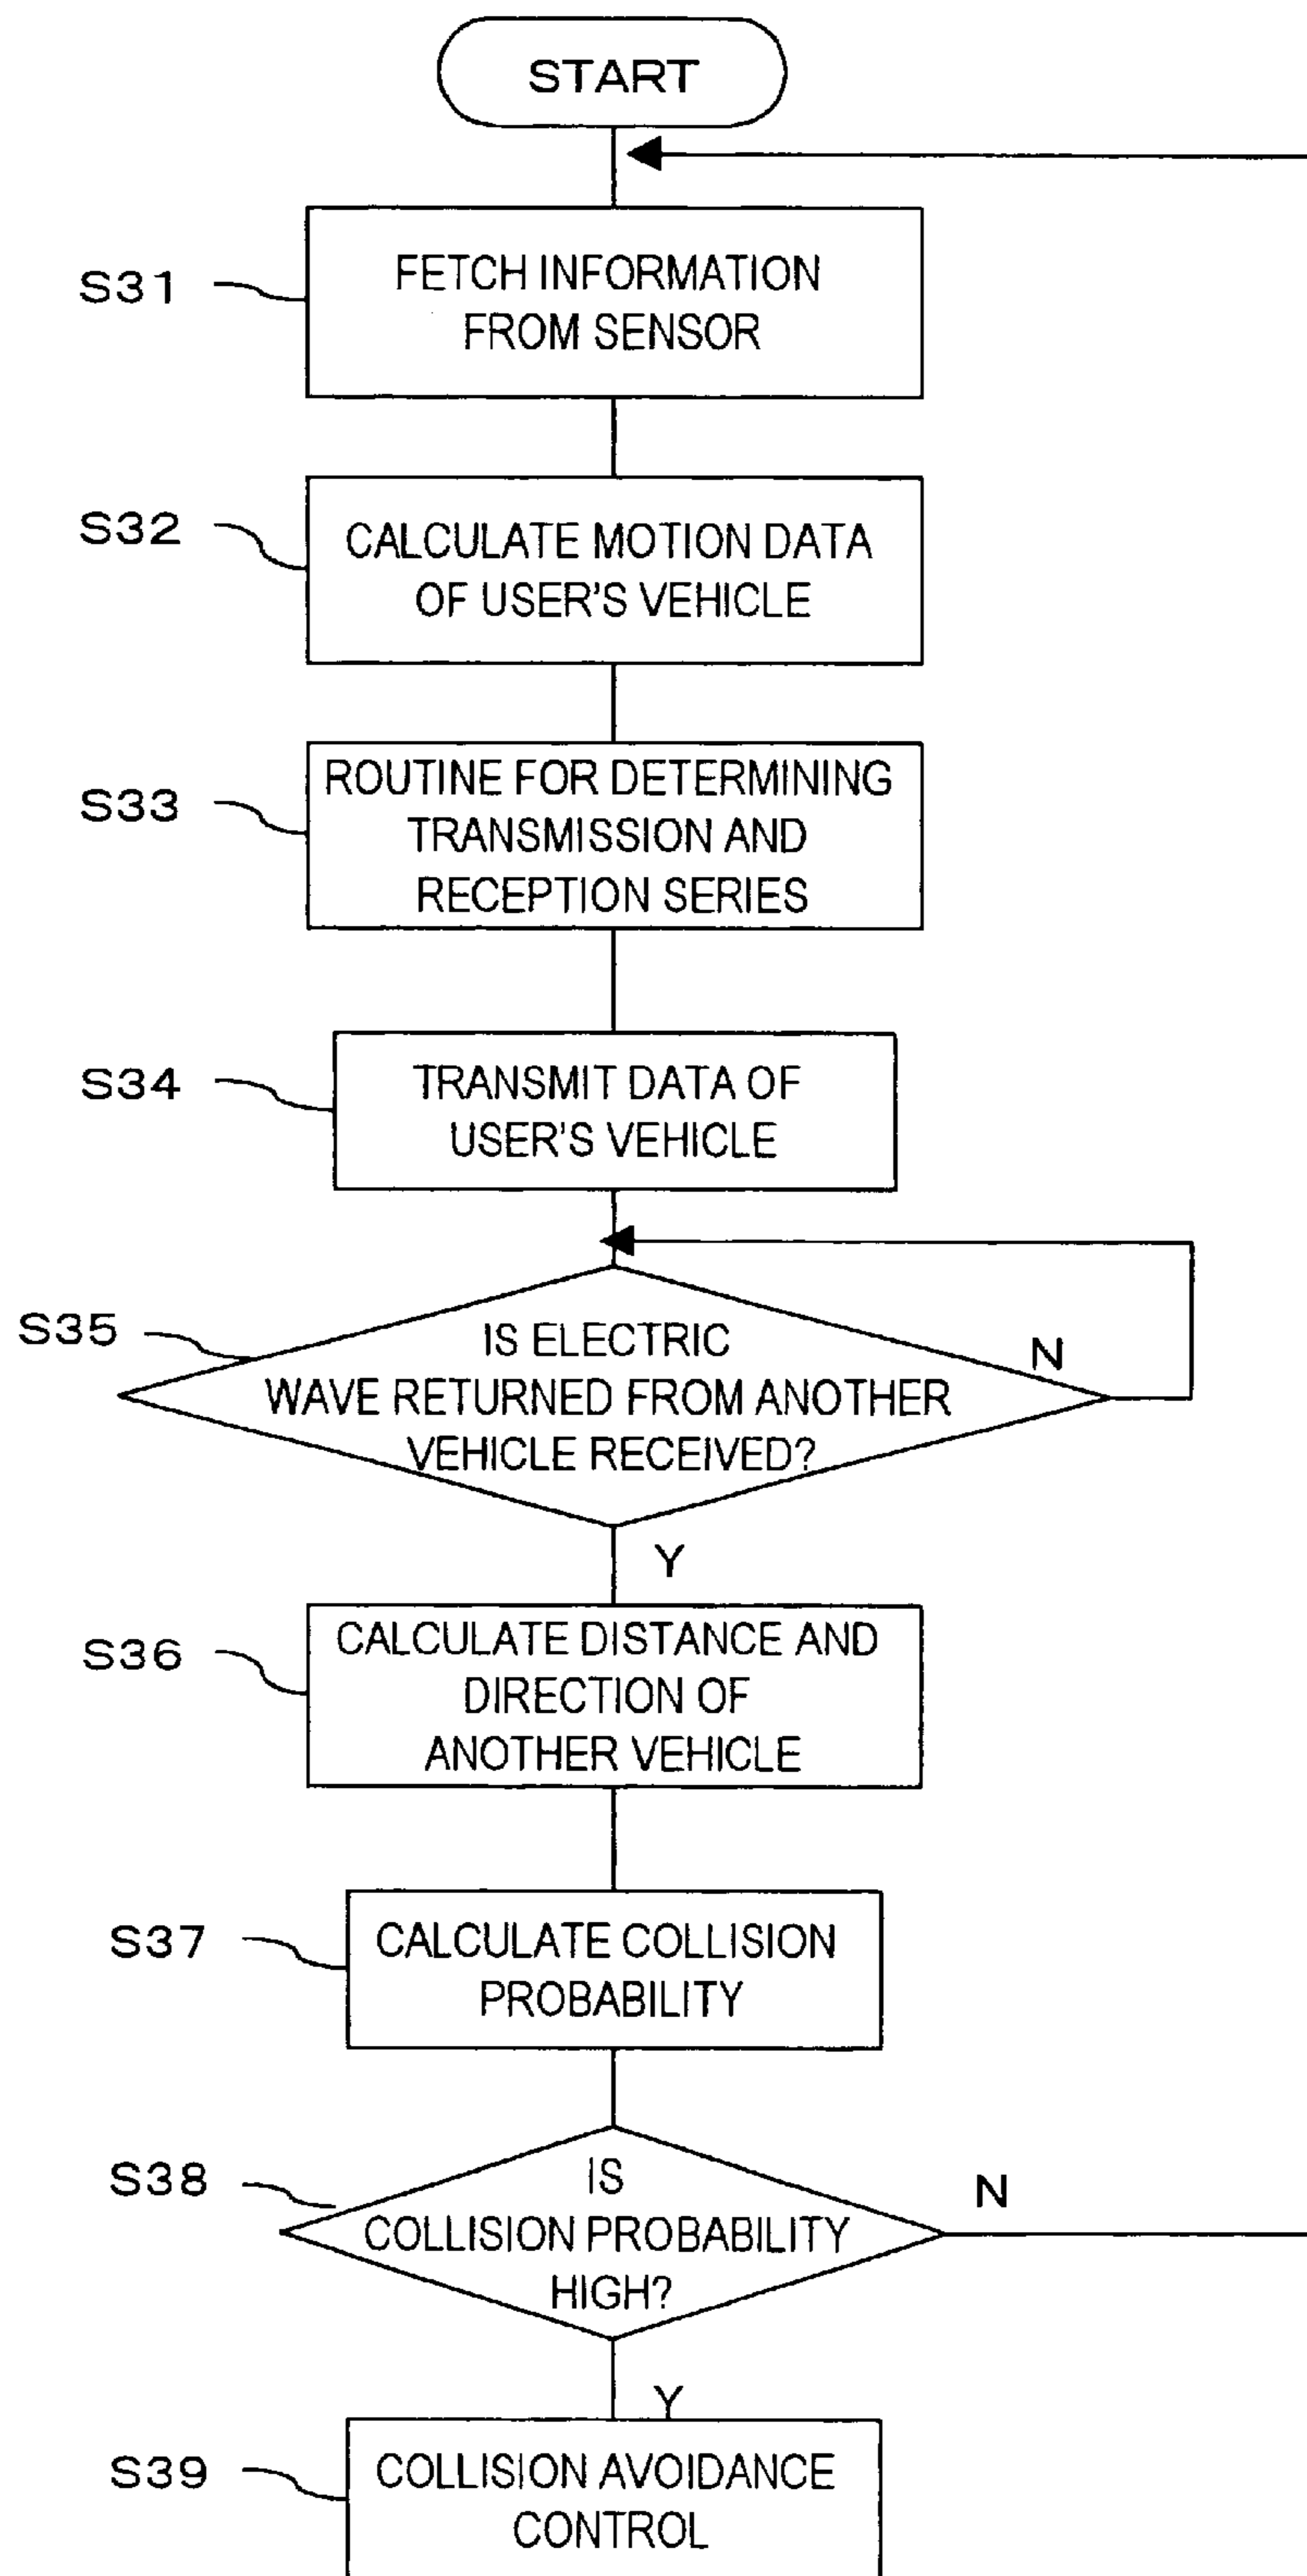 START
S31
FETCH INFORMATION
FROM SENSOR
S32
CALCULATE MOTION DATA
OF USER'S VEHICLE
S33
ROUTINE FOR DETERMINING
TRANSMISSION AND
RECEPTION SERIES
S34
TRANSMIT DATA OF
USER'S VEHICLE
S35
IS ELECTRIC
WAVE RETURNED FROM ANOTHER
VEHICLE RECEIVED?
N
Y
S36
CALCULATE DISTANCE AND
DIRECTION OF
ANOTHER VEHICLE
S37
CALCULATE COLLISION
PROBABILITY
S38
IS
COLLISION PROBABILITY
HIGH?
N
Y
S39
COLLISION AVOIDANCE
CONTROL